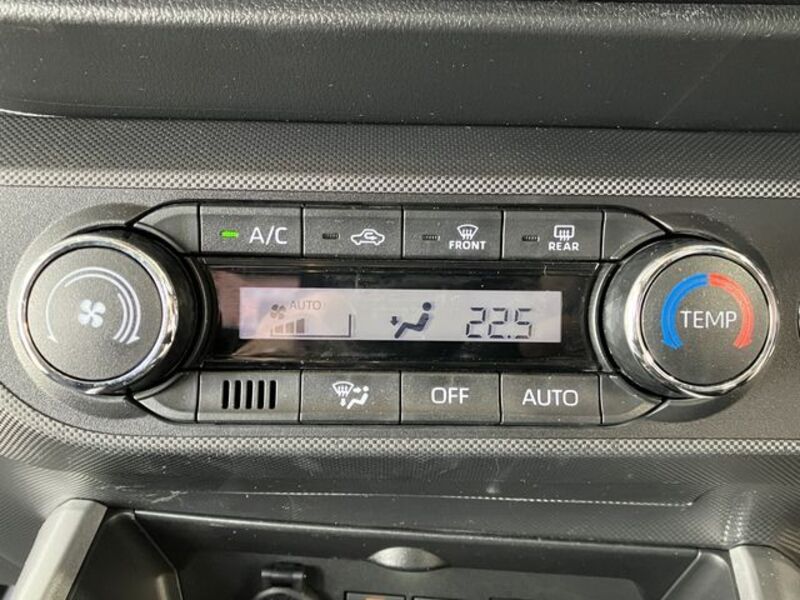 A/C
FRONT
REAR
AUTO
22.5
TEMP
OFF
AUTO